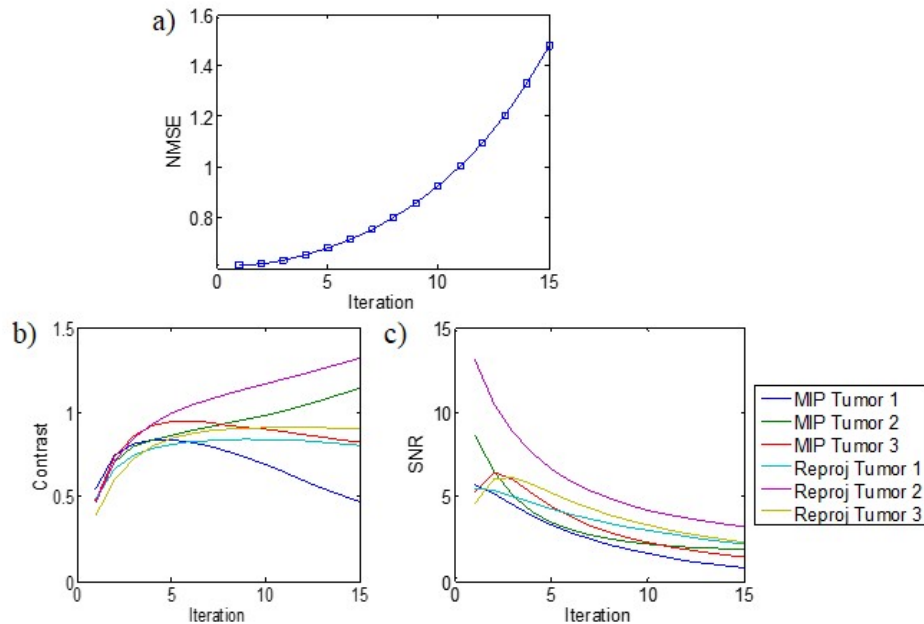 a)
1.6
1.4
1.2
1
0.8
NMSE
0
5
10
15
Iteration
b)
1.5
1
0.5
0
Contrast
0
5
10
15
Iteration
c)
15
10
5
0
SNR
0
5
10
15
Iteration
MIP Tumor 1
MIP Tumor 2
MIP Tumor 3
Reproj Tumor 1
Reproj Tumor 2
Reproj Tumor 3